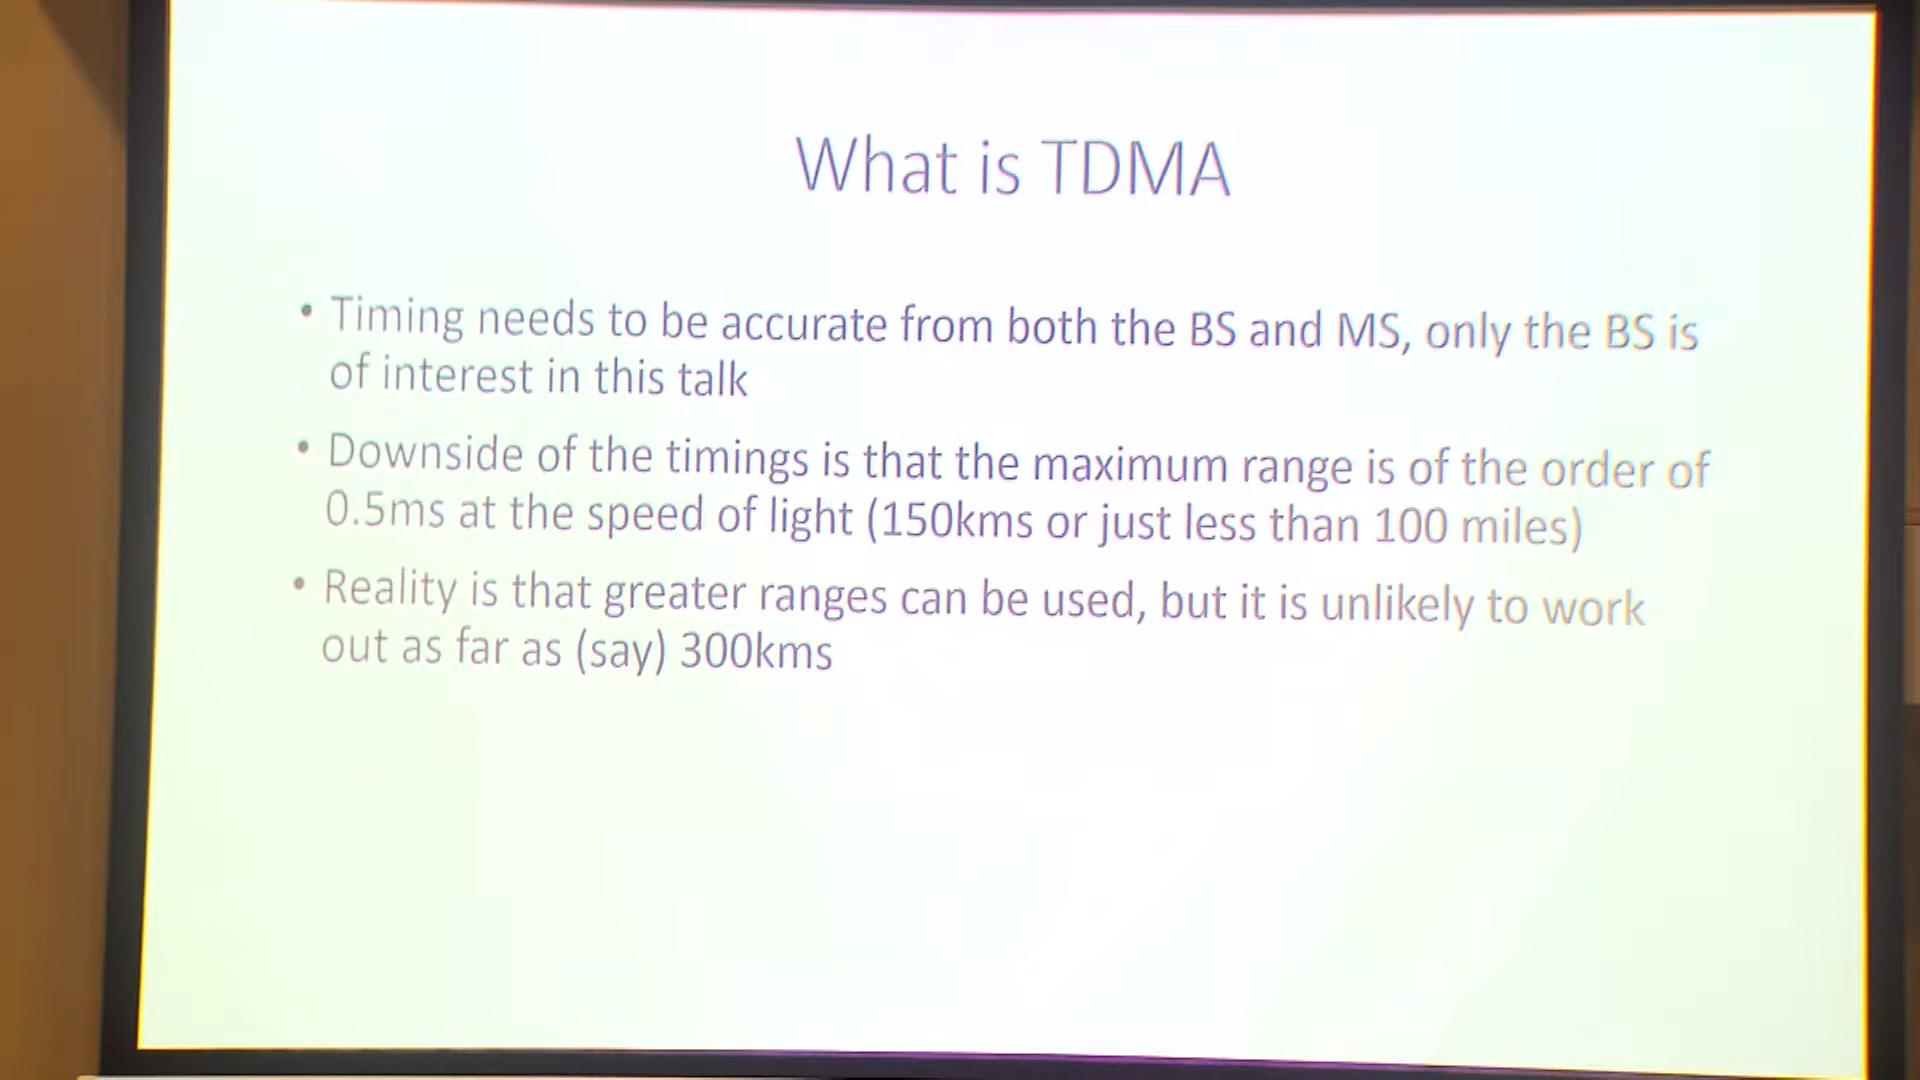 What is TDMA
• Timing needs to be accurate from both the BS and MS, only the BS is
of interest in this talk
• Downside of the timings is that the maximum range is of the order of
0.5ms at the speed of light (150kms or just less than 100 miles)
• Reality is that greater ranges can be used, but it is unlikely to work
out as far as (say) 300kms